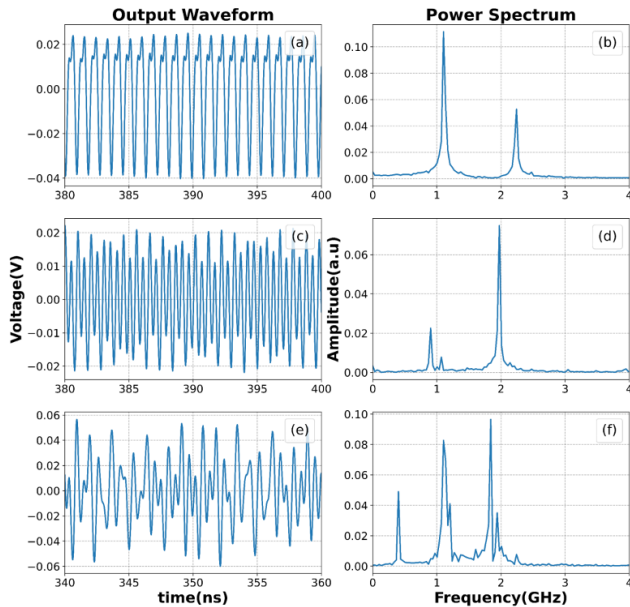 Output Waveform
Power Spectrum
(a)
0.02
0.00
−0.02
−0.04
380 385 390 395 400
(b)
0.10
0.08
0.06
0.04
0.02
0.00
0 1 2 3 4
(c)
0.02
0.01
0.00
−0.01
−0.02
380 385 390 395 400
Voltage(V)
(d)
0.06
0.04
0.02
0.00
0 1 2 3 4
Amplitude(a.u)
(e)
0.06
0.04
0.02
0.00
−0.02
−0.04
−0.06
340 345 350 355 360
time(ns)
(f)
0.10
0.08
0.06
0.04
0.02
0.00
0 1 2 3 4
Frequency(GHz)